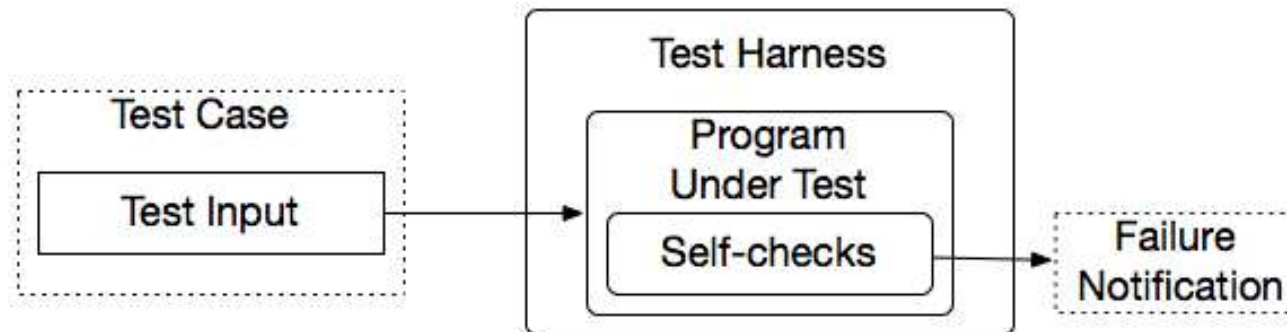 Test Harness
Test Case
Program
Under Test
Test Input
Self-checks
Failure
Notification